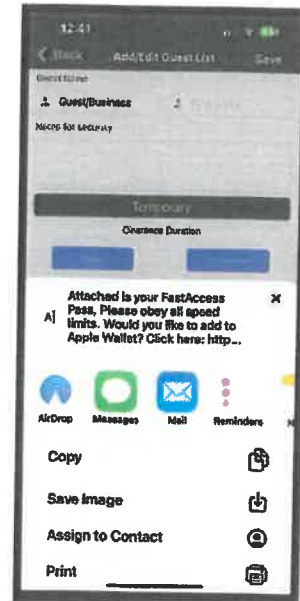 12:41
Back Add/Edit Guest List Save
Guest Name
Guest/Business
Notes for security
Temporary
Clearance Duration
Attached is your FastAccess
Pass, Please obey all speed
limits. Would you like to add to
Apple Wallet? Click here: http...
AirDrop Messages Mail Reminders
Copy
Save Image
Assign to Contact
Print